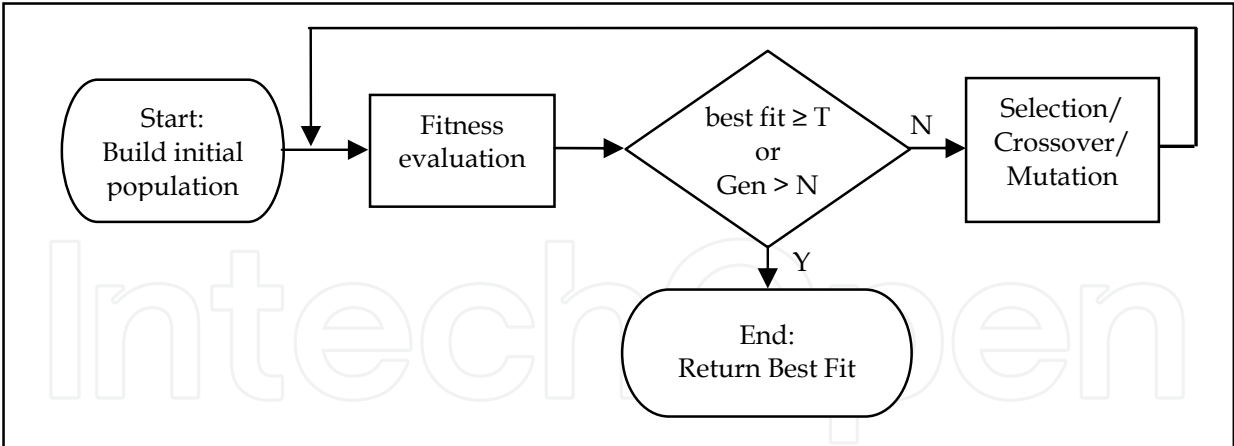 Start:
Build initial
population
Fitness
evaluation
best fit ≥ T
or
Gen > N
N
Selection/
Crossover/
Mutation
Y
End:
Return Best Fit
IntechOpen